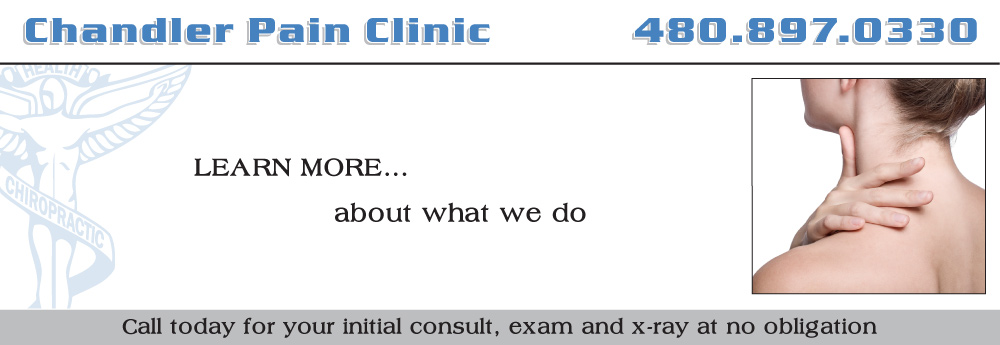 Chandler Pain Clinic 480.897.0330
HEALTH
LEARN MORE...
CHIROPRACTIC
about what we do
Call today for your initial consult, exam and x-ray at no obligation